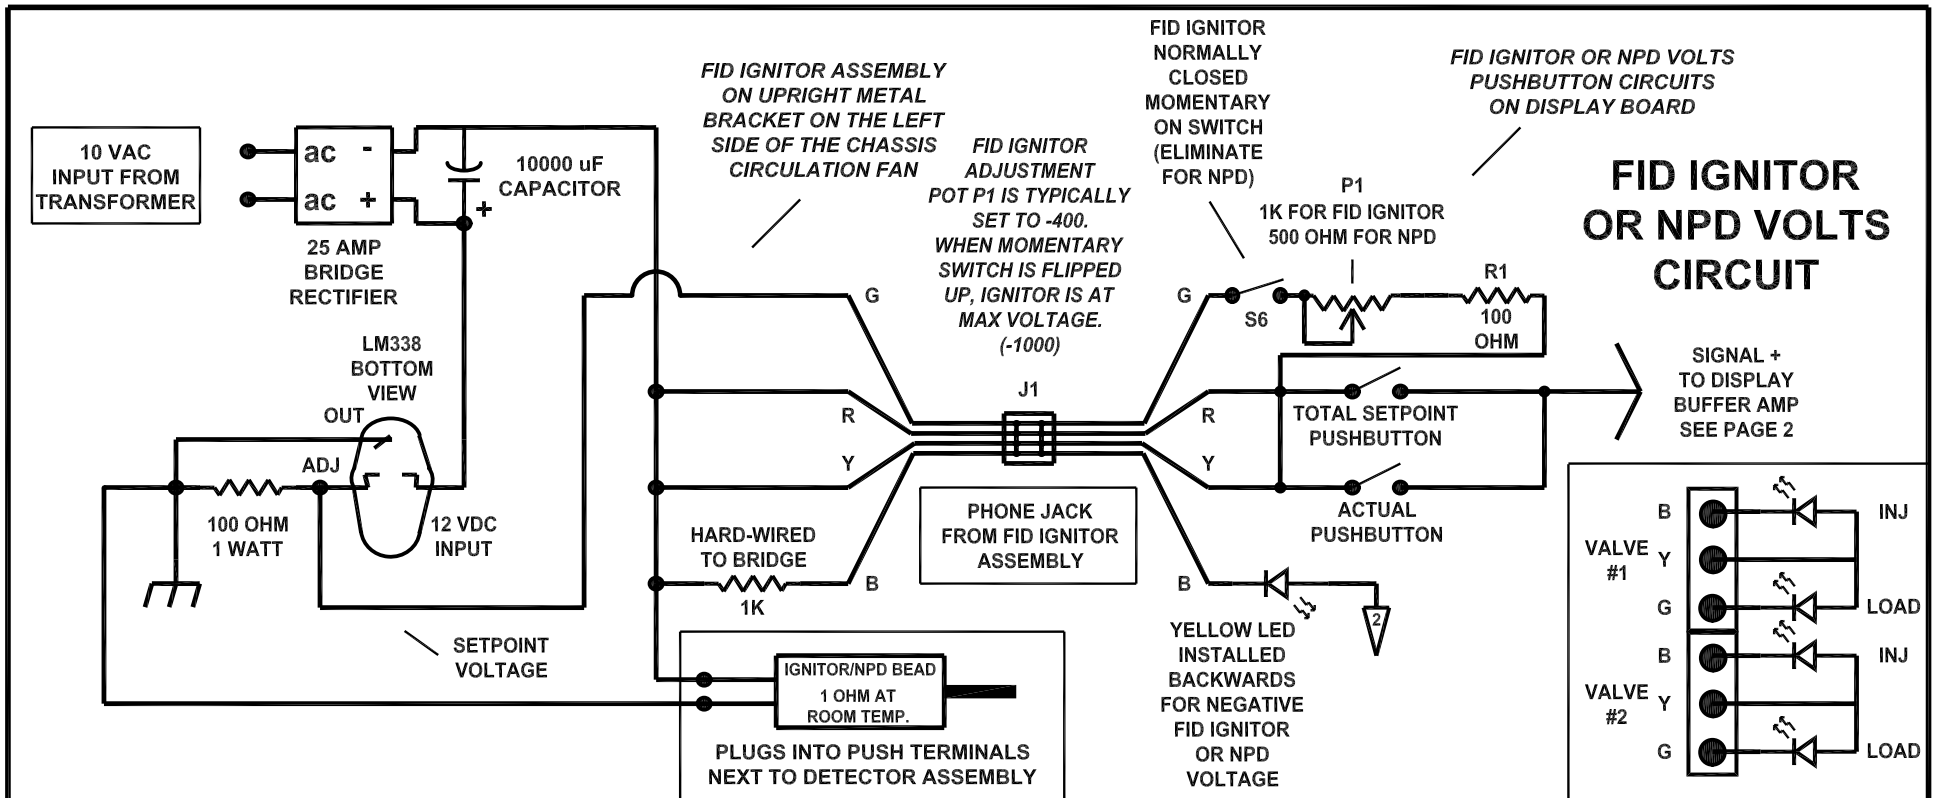 10 VAC
INPUT FROM
TRANSFORMER
ac -
ac +
25 AMP
BRIDGE
RECTIFIER
+
10000 uF
CAPACITOR
LM338
BOTTOM
VIEW
OUT
ADJ
100 OHM
1 WATT
12 VDC
INPUT
SETPOINT
VOLTAGE
FID IGNITOR ASSEMBLY
ON UPRIGHT METAL
BRACKET ON THE LEFT
SIDE OF THE CHASSIS
CIRCULATION FAN
FID IGNITOR
ADJUSTMENT
POT P1 IS TYPICALLY
SET TO -400.
WHEN MOMENTARY
SWITCH IS FLIPPED
UP, IGNITOR IS AT
MAX VOLTAGE.
(-1000)
G
R
Y
B
HARD-WIRED
TO BRIDGE
1K
J1
PHONE JACK
FROM FID IGNITOR
ASSEMBLY
IGNITOR/NPD BEAD
1 OHM AT
ROOM TEMP.
PLUGS INTO PUSH TERMINALS
NEXT TO DETECTOR ASSEMBLY
FID IGNITOR
NORMALLY
CLOSED
MOMENTARY
ON SWITCH
(ELIMINATE
FOR NPD)
FID IGNITOR OR NPD VOLTS
PUSHBUTTON CIRCUITS
ON DISPLAY BOARD
P1
1K FOR FID IGNITOR
500 OHM FOR NPD
G
S6
R1
100
OHM
R
TOTAL SETPOINT
PUSHBUTTON
Y
ACTUAL
PUSHBUTTON
B
2
YELLOW LED
INSTALLED
BACKWARDS
FOR NEGATIVE
FID IGNITOR
OR NPD
VOLTAGE
FID IGNITOR
OR NPD VOLTS
CIRCUIT
SIGNAL +
TO DISPLAY
BUFFER AMP
SEE PAGE 2
VALVE
#1
B
Y
G
INJ
LOAD
VALVE
#2
B
Y
G
INJ
LOAD